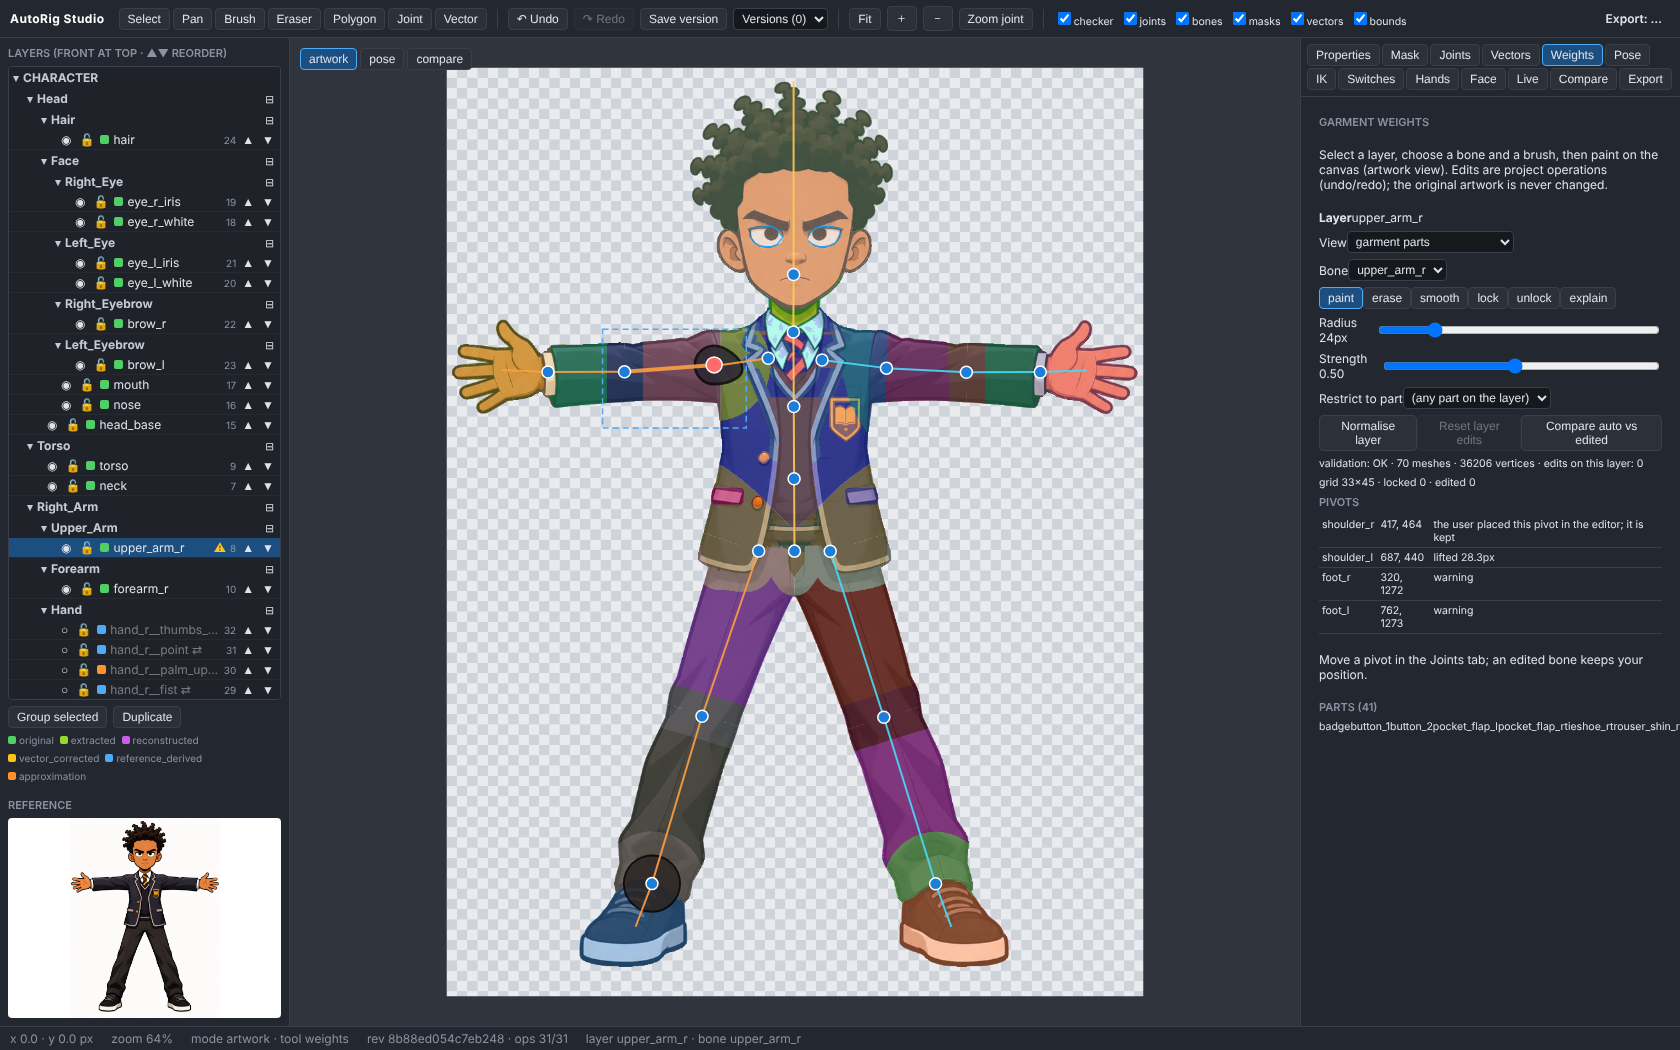 AutoRig Studio Select Pan Brush Eraser Polygon Joint Vector ↶ Undo ↷ Redo Save version Versions (0) Fit + − Zoom joint checker joints bones masks vectors bounds Export: ...
LAYERS (FRONT AT TOP · ▲▼ REORDER)
▾ CHARACTER
▾ Head
▾ Hair
hair 24 ▲ ▼
▾ Face
▾ Right_Eye
eye_r_iris 19 ▲ ▼
eye_r_white 18 ▲ ▼
▾ Left_Eye
eye_l_iris 21 ▲ ▼
eye_l_white 20 ▲ ▼
▾ Right_Eyebrow
brow_r 22 ▲ ▼
▾ Left_Eyebrow
brow_l 23 ▲ ▼
mouth 17 ▲ ▼
nose 16 ▲ ▼
head_base 15 ▲ ▼
▾ Torso
torso 9 ▲ ▼
neck 7 ▲ ▼
▾ Right_Arm
▾ Upper_Arm
upper_arm_r 8 ▲ ▼
▾ Forearm
forearm_r 10 ▲ ▼
▾ Hand
hand_r__thumbs_... 32 ▲ ▼
hand_r__point ⇄ 31 ▲ ▼
hand_r__palm_up... 30 ▲ ▼
hand_r__fist ⇄ 29 ▲ ▼
Group selected Duplicate
original extracted reconstructed
vector_corrected reference_derived
approximation
REFERENCE
artwork pose compare
Properties Mask Joints Vectors Weights Pose
IK Switches Hands Face Live Compare Export
GARMENT WEIGHTS
Select a layer, choose a bone and a brush, then paint on the
canvas (artwork view). Edits are project operations
(undo/redo); the original artwork is never changed.
Layerupper_arm_r
View garment parts
Bone upper_arm_r
paint erase smooth lock unlock explain
Radius
24px
Strength
0.50
Restrict to part (any part on the layer)
Normalise layer
Reset layer edits
Compare auto vs edited
validation: OK · 70 meshes · 36206 vertices · edits on this layer: 0
grid 33×45 · locked 0 · edited 0
PIVOTS
shoulder_r 417, 464 the user placed this pivot in the editor; it is kept
shoulder_l 687, 440 lifted 28.3px
foot_r 320, 1272 warning
foot_l 762, 1273 warning
Move a pivot in the Joints tab; an edited bone keeps your
position.
PARTS (41)
badgebutton_1button_2pocket_flap_lpocket_flap_rtieshoe_rtrouser_shin_r
x 0.0 · y 0.0 px zoom 64% mode artwork · tool weights rev 8b88ed054c7eb248 · ops 31/31 layer upper_arm_r · bone upper_arm_r